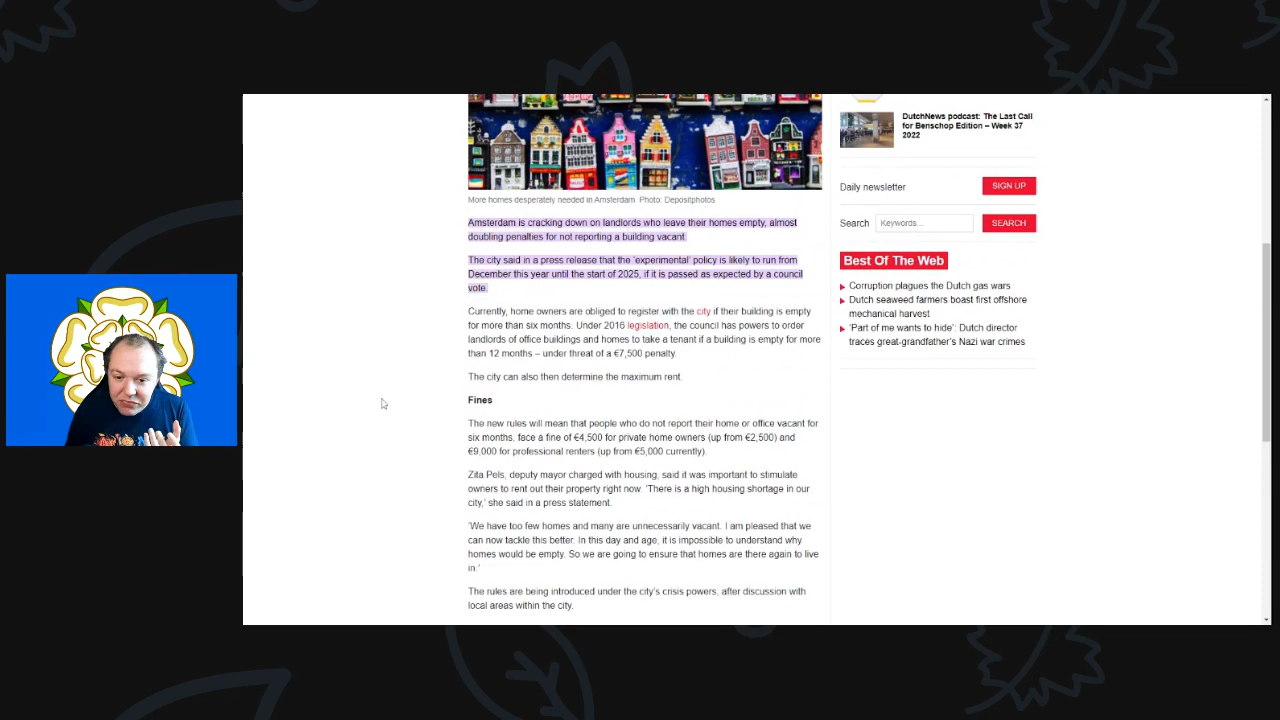 More homes desperately needed in Amsterdam Photo: Depositphotos
Amsterdam is cracking down on landlords who leave their homes empty, almost
doubling penalties for not reporting a building vacant.
The city said in a press release that the 'experimental' policy is likely to run from
December this year until the start of 2025, if it is passed as expected by a council
vote.
Currently, home owners are obliged to register with the city if their building is empty
for more than six months. Under 2016 legislation, the council has powers to order
landlords of office buildings and homes to take a tenant if a building is empty for more
than 12 months – under threat of a €7,500 penalty.
The city can also then determine the maximum rent.
Fines
The new rules will mean that people who do not report their home or office vacant for
six months, face a fine of €4,500 for private home owners (up from €2,500) and
€9,000 for professional renters (up from €5,000 currently).
Zita Pels, deputy mayor charged with housing, said it was important to stimulate
owners to rent out their property right now. 'There is a high housing shortage in our
city,' she said in a press statement.
'We have too few homes and many are unnecessarily vacant. I am pleased that we
can now tackle this better. In this day and age, it is impossible to understand why
homes would be empty. So we are going to ensure that homes are there again to live
in.'
The rules are being introduced under the city's crisis powers, after discussion with
local areas within the city.
DutchNews podcast: The Last Call
for Benschop Edition – Week 37
2022
Daily newsletter
SIGN UP
Search
Keywords...
SEARCH
Best Of The Web
Corruption plagues the Dutch gas wars
Dutch seaweed farmers boast first offshore
mechanical harvest
'Part of me wants to hide': Dutch director
traces great-grandfather's Nazi war crimes